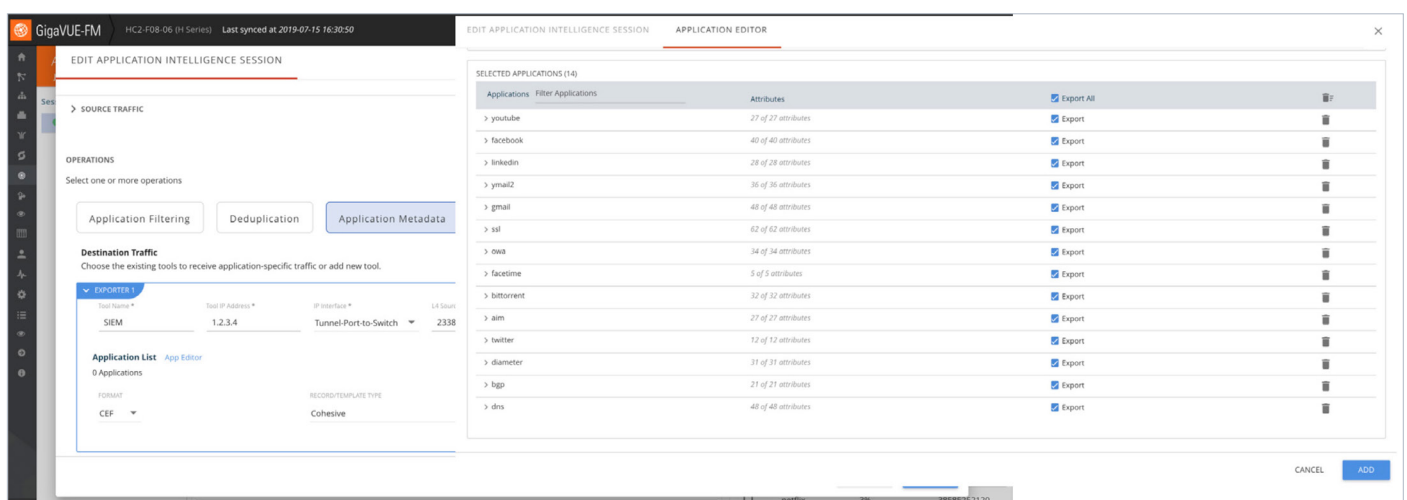 GigaVUE-FM HC2-F08-06 (H Series) Last synced at 2019-07-15 16:30:50
EDIT APPLICATION INTELLIGENCE SESSION
Ses
SOURCE TRAFFIC
OPERATIONS
Select one or more operations
Application Filtering Deduplication Application Metadata
Destination Traffic
Choose the existing tools to receive application-specific traffic or add new tool.
EXPORTER 1
Tool Name * Tool IP Address * IP Interface * L4 Sourc
SIEM 1.2.3.4 Tunnel-Port-to-Switch 2338
Application List App Editor
0 Applications
FORMAT RECORD/TEMPLATE TYPE
CEF Cohesive
EDIT APPLICATION INTELLIGENCE SESSION APPLICATION EDITOR
SELECTED APPLICATIONS (14)
Applications Filter Applications Attributes Export All
youtube 27 of 27 attributes Export
facebook 40 of 40 attributes Export
linkedin 28 of 28 attributes Export
ymail2 36 of 36 attributes Export
gmail 48 of 48 attributes Export
ssl 62 of 62 attributes Export
owa 34 of 34 attributes Export
facetime 5 of 5 attributes Export
bittorrent 32 of 32 attributes Export
aim 27 of 27 attributes Export
twitter 12 of 12 attributes Export
diameter 31 of 31 attributes Export
bgp 21 of 21 attributes Export
dns 48 of 48 attributes Export
CANCEL ADD